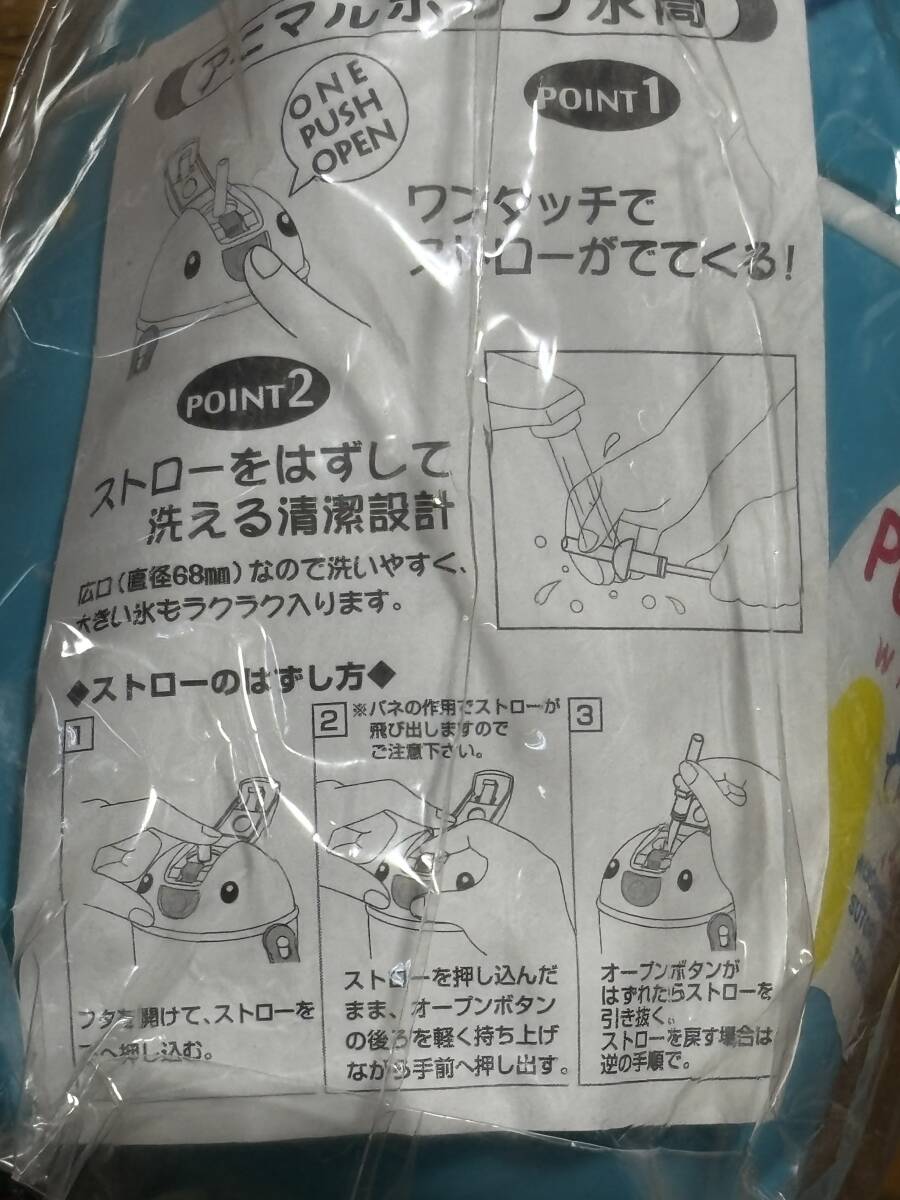 アニマルポップ水筒
ONE
PUSH
OPEN
POINT1
ワンタッチで
ストローがでてくる!
POINT2
ストローをはずして
洗える清潔設計
広口(直径68mm)なので洗いやすく、
大きい氷もラクラク入ります。
◆ストローのはずし方◆
1
フタを開けて、ストローを
へ押し込む。
2
※バネの作用でストローが
飛び出しますので
ご注意下さい。
ストローを押し込んだ
まま、オープンボタン
の後ろを軽く持ち上げ
ながら手前へ押し出す。
3
オープンボタンが
はずれたらストローを
引き抜く。
ストローを戻す場合は
逆の手順で。